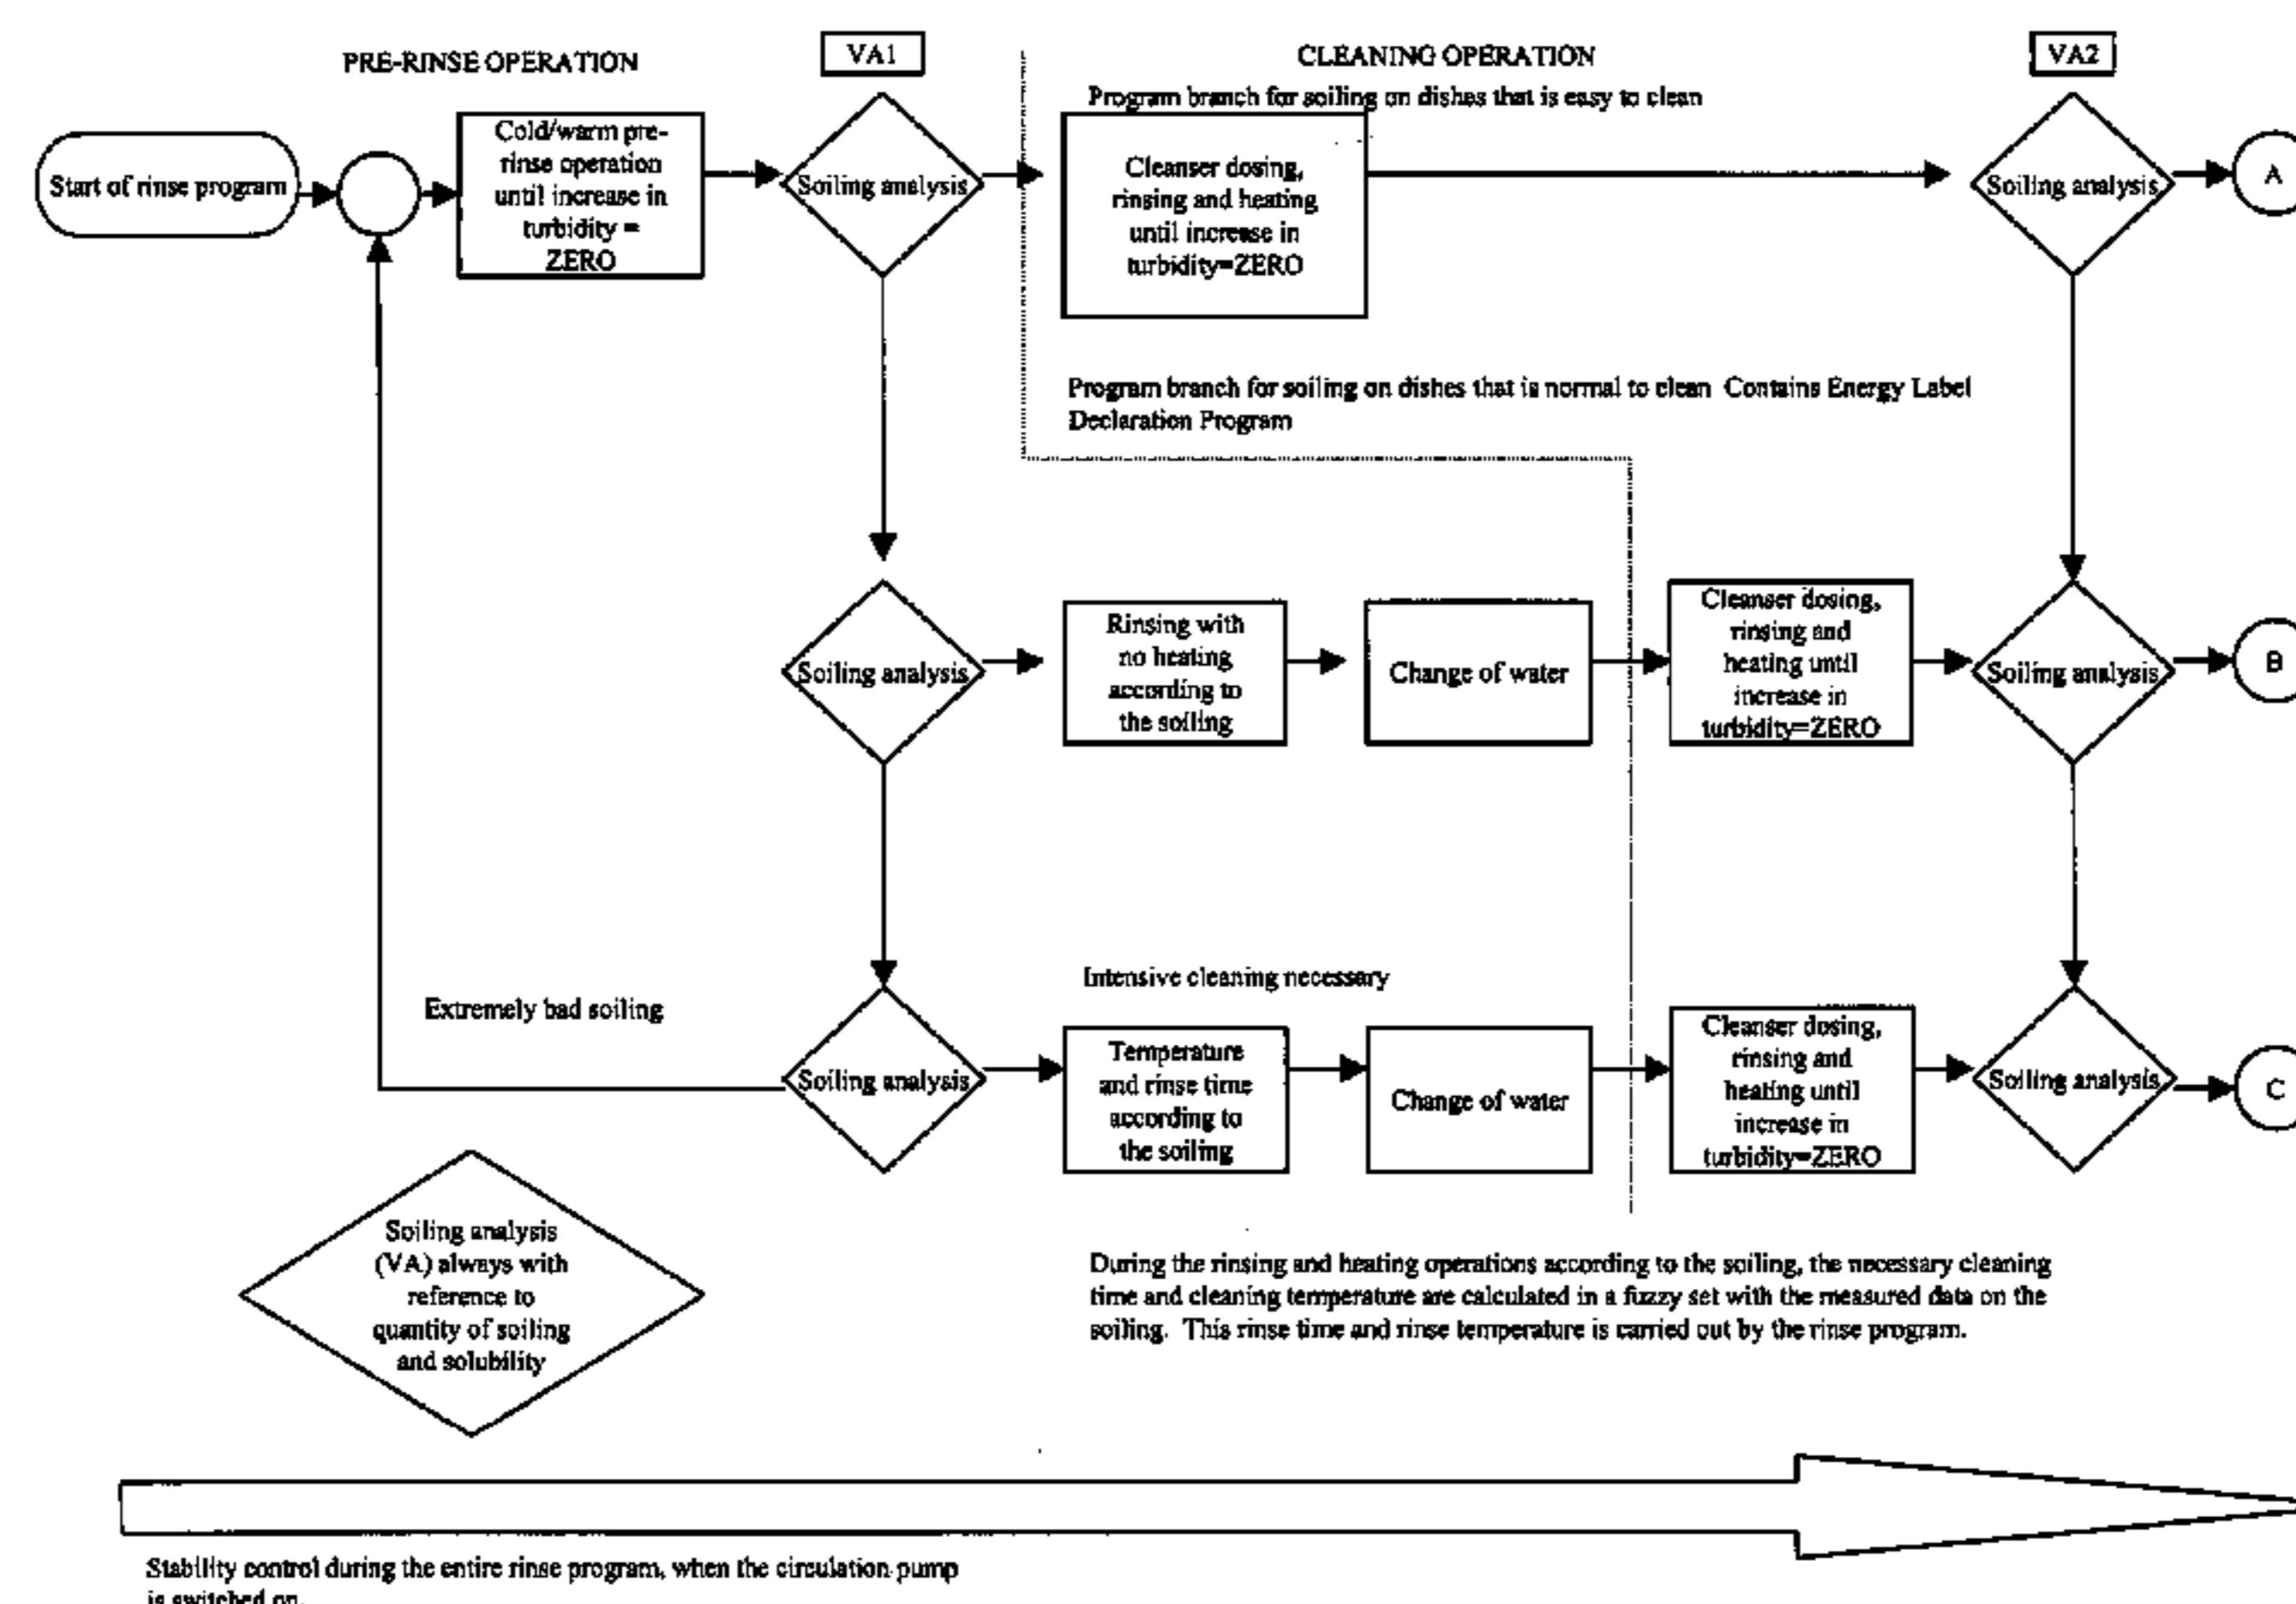 PRE-RINSE OPERATION
VA1
CLEANING OPERATION
VA2
Program branch for soiling on dishes that is easy to clean
Start of rinse program
Cold/warm pre-
rinse operation
until increase in
turbidity =
ZERO
Soiling analysis
Cleanser dosing,
rinsing and heating
until increase in
turbidity=ZERO
Soiling analysis
A
Program branch for soiling on dishes that is normal to clean Contains Energy Label
Declaration Program
Soiling analysis
Rinsing with
no heating
according to
the soiling
Change of water
Cleanser dosing,
rinsing and
heating until
increase in
turbidity=ZERO
Soiling analysis
B
Extremely bad soiling
Intensive cleaning necessary
Soiling analysis
Temperature
and rinse time
according to
the soiling
Change of water
Cleanser dosing,
rinsing and
heating until
increase in
turbidity=ZERO
Soiling analysis
C
Soiling analysis
(VA) always with
reference to
quantity of soiling
and solubility
During the rinsing and heating operations according to the soiling, the necessary cleaning
time and cleaning temperature are calculated in a fuzzy set with the measured data on the
soiling. This rinse time and rinse temperature is carried out by the rinse program.
Stability control during the entire rinse program, when the circulation pump
is switched on.